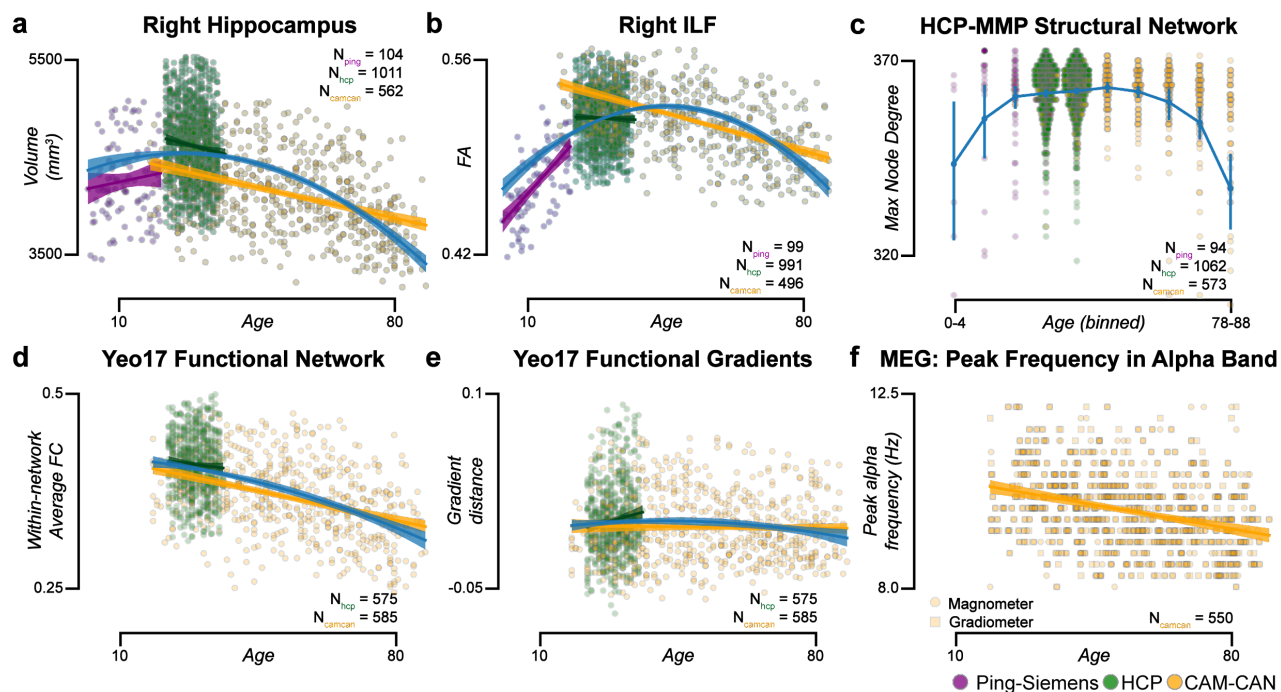 a
Right Hippocampus
5500
3500
Volume
(mm³)
10
Age
80
Nping = 104
Nhcp = 1011
Ncamcan = 562
b
Right ILF
0.56
0.42
FA
10
Age
80
Nping = 99
Nhcp = 991
Ncamcan = 496
c
HCP-MMP Structural Network
370
320
Max Node Degree
0-4
Age (binned)
78-88
Nping = 94
Nhcp = 1062
Ncamcan = 573
d
Yeo17 Functional Network
0.5
0.25
Within-network
Average FC
10
Age
80
Nhcp = 575
Ncamcan = 585
e
Yeo17 Functional Gradients
0.1
-0.05
Gradient
distance
10
Age
80
Nhcp = 575
Ncamcan = 585
f
MEG: Peak Frequency in Alpha Band
12.5
8.0
Peak alpha
frequency (Hz)
Magnometer
Gradiometer
Ncamcan = 550
10
Age
80
Ping-Siemens
HCP
CAM-CAN